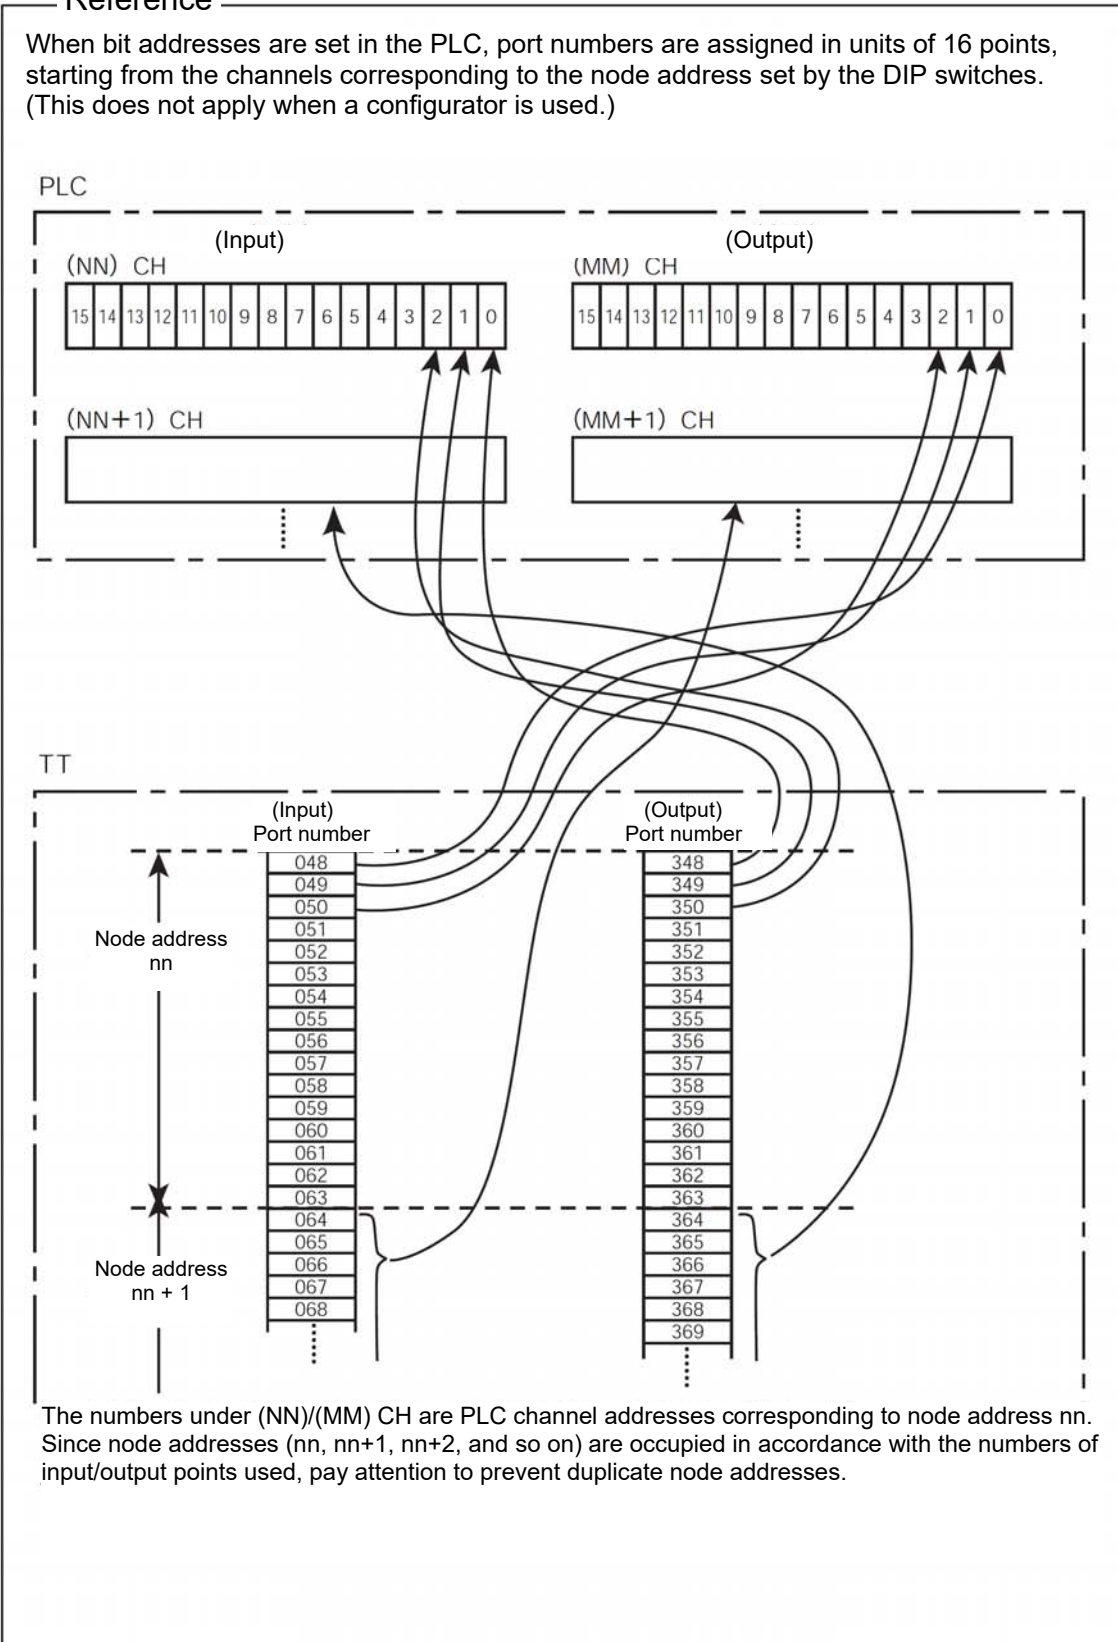 Reference
When bit addresses are set in the PLC, port numbers are assigned in units of 16 points,
starting from the channels corresponding to the node address set by the DIP switches.
(This does not apply when a configurator is used.)
PLC
(Input) (Output)
(NN) CH (MM) CH
15 14 13 12 11 10 9 8 7 6 5 4 3 2 1 0 15 14 13 12 11 10 9 8 7 6 5 4 3 2 1 0
(NN+1) CH (MM+1) CH
TT
(Input) (Output)
Port number Port number
048 348
049 349
050 350
051 351
Node address
052 352
nn
053 353
054 354
055 355
056 356
057 357
058 358
059 359
060 360
061 361
062 362
063 363
064 364
065 365
Node address
066 366
nn + 1
067 367
068 368
369
The numbers under (NN)/(MM) CH are PLC channel addresses corresponding to node address nn.
Since node addresses (nn, nn+1, nn+2, and so on) are occupied in accordance with the numbers of
input/output points used, pay attention to prevent duplicate node addresses.